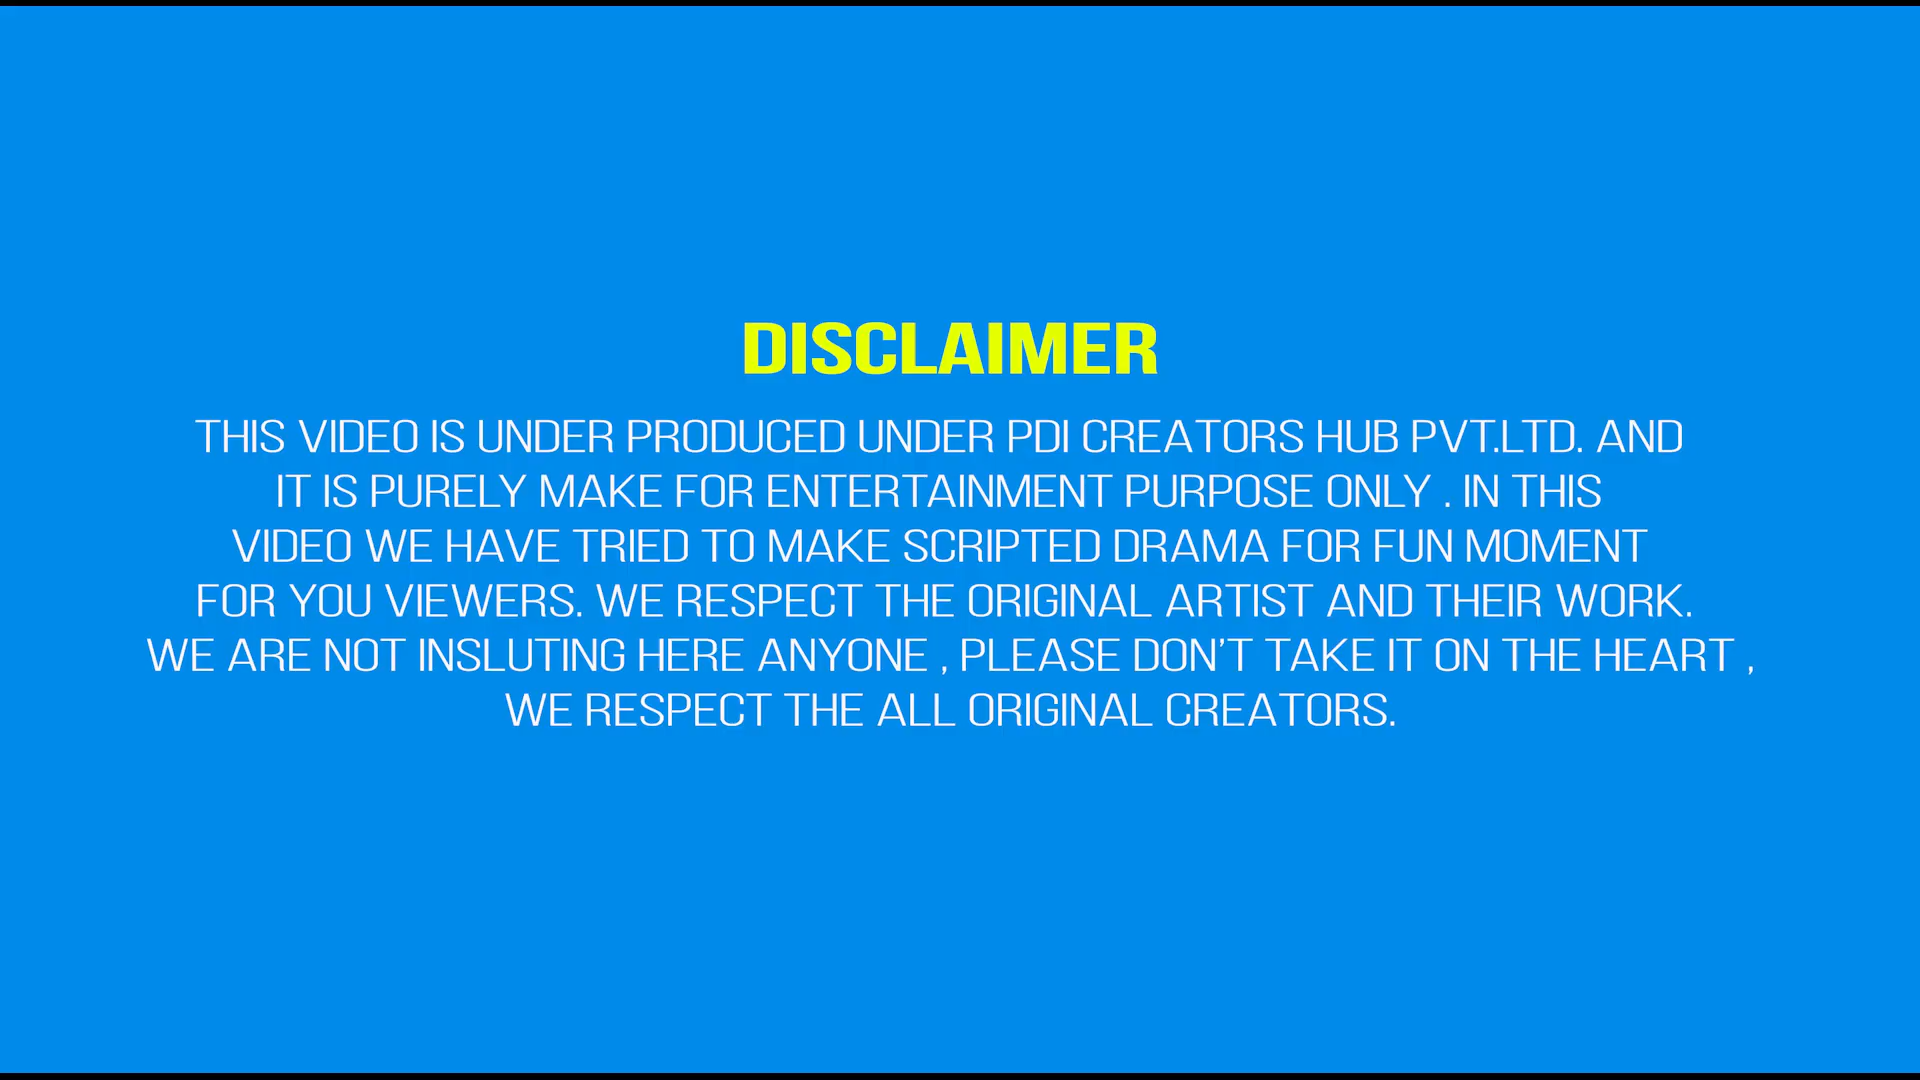 DISCLAIMER
THIS VIDEO IS UNDER PRODUCED UNDER PDI CREATORS HUB PVT.LTD. AND
IT IS PURELY MAKE FOR ENTERTAINMENT PURPOSE ONLY . IN THIS
VIDEO WE HAVE TRIED TO MAKE SCRIPTED DRAMA FOR FUN MOMENT
FOR YOU VIEWERS. WE RESPECT THE ORIGINAL ARTIST AND THEIR WORK.
WE ARE NOT INSLUTING HERE ANYONE , PLEASE DON’T TAKE IT ON THE HEART ,
WE RESPECT THE ALL ORIGINAL CREATORS.